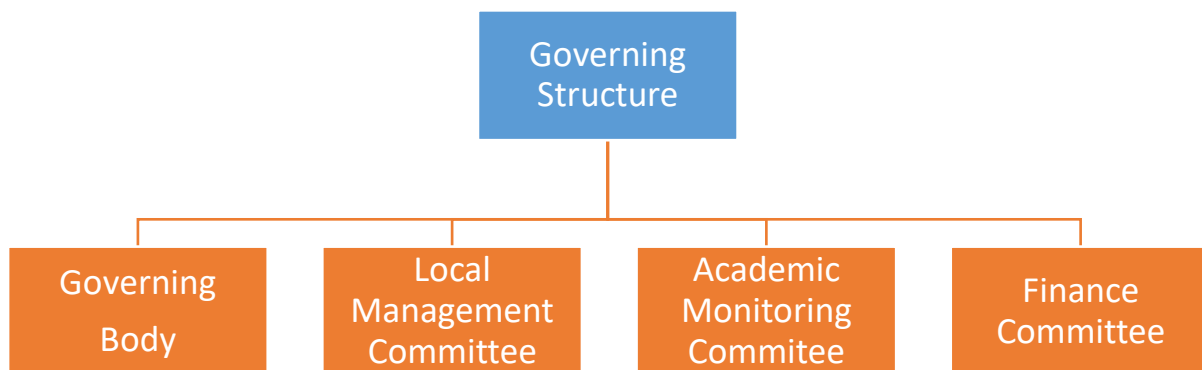 Governing
Structure
Governing
Body
Local
Management
Committee
Academic
Monitoring
Commitee
Finance
Committee